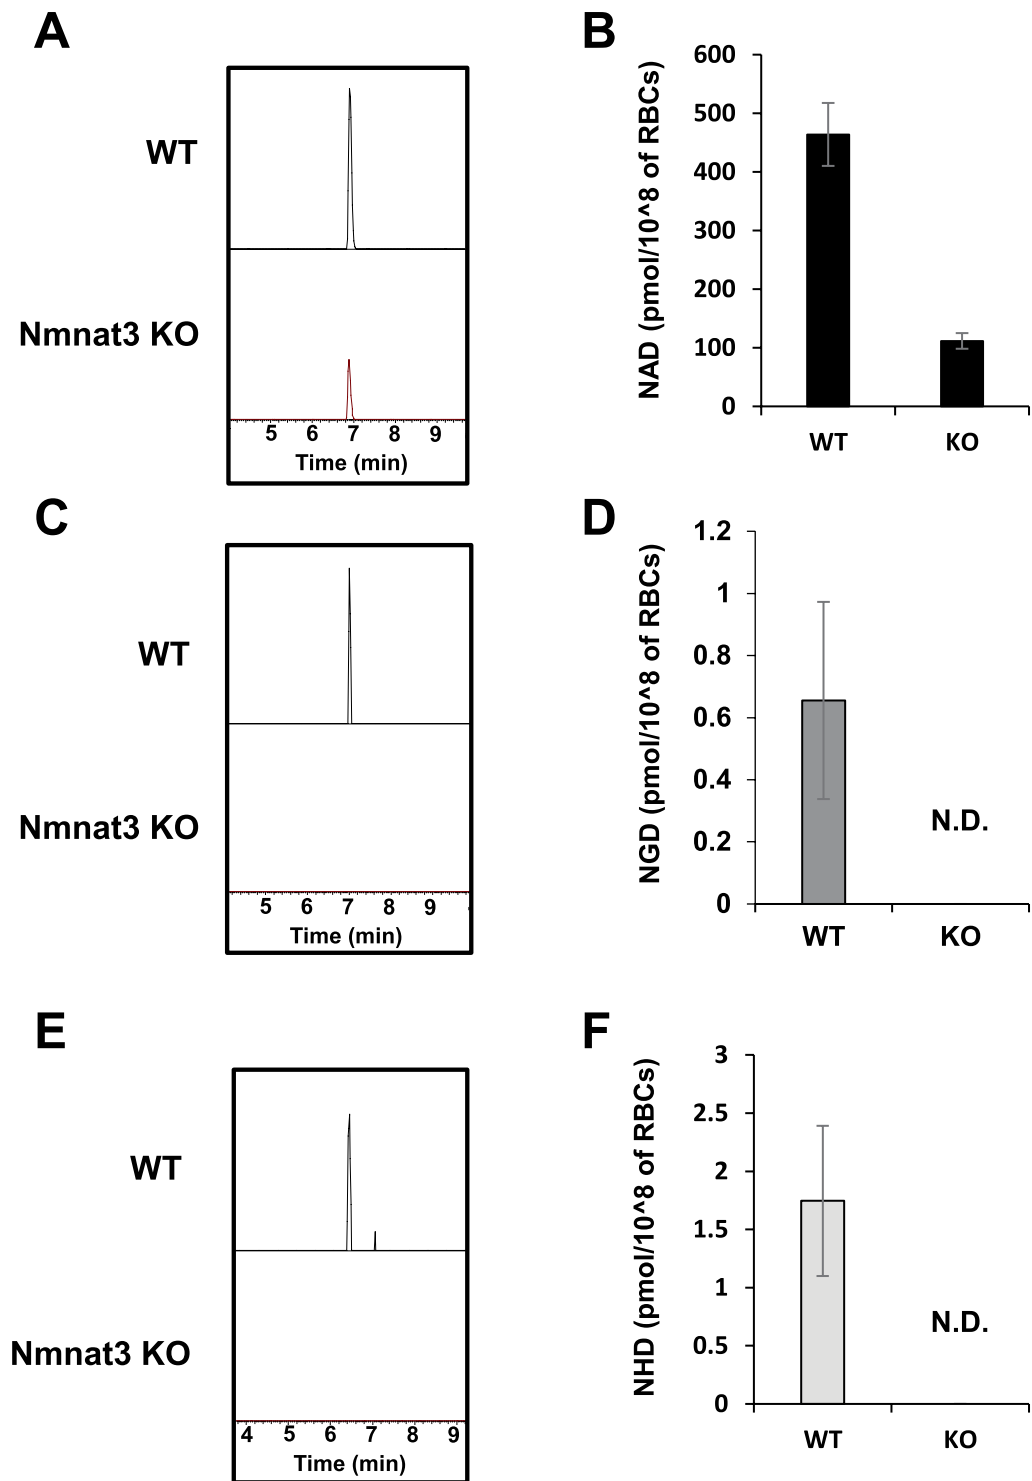 A
WT
Nmnat3 KO
5 6 7 8 9
Time (min)
B
NAD (pmol/10^8 of RBCs)
600
500
400
300
200
100
0
WT KO
C
WT
Nmnat3 KO
5 6 7 8 9
Time (min)
D
NGD (pmol/10^8 of RBCs)
1.2
1
0.8
0.6
0.4
0.2
0
N.D.
WT KO
E
WT
Nmnat3 KO
4 5 6 7 8 9
Time (min)
F
NHD (pmol/10^8 of RBCs)
3
2.5
2
1.5
1
0.5
0
N.D.
WT KO